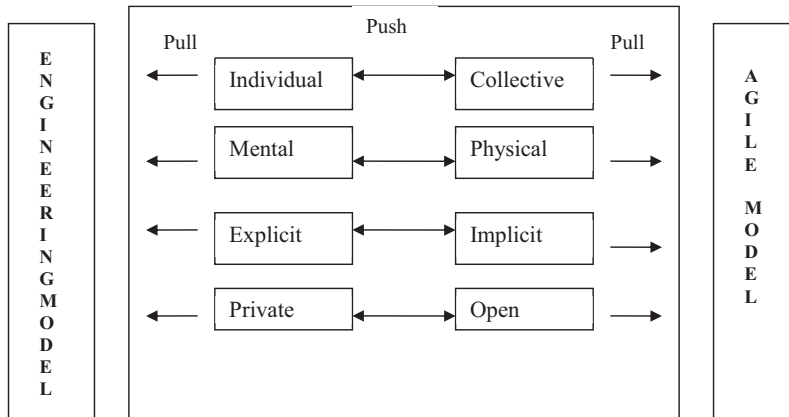 Push
Pull
Pull
Individual
Collective
Mental
Physical
Explicit
Implicit
Private
Open
ENGINEERINGMODEL
AGILE MODEL